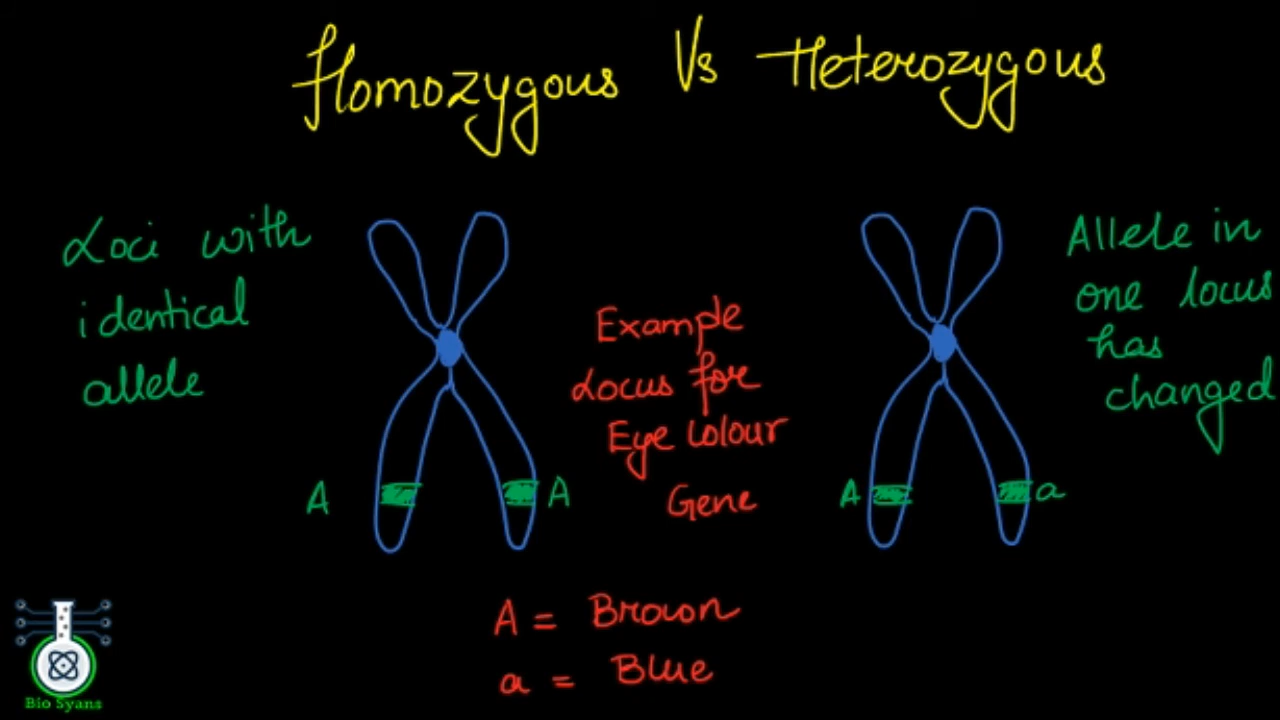 Homozygous Vs Heterozygous
Loci with
identical
allele
Example
Locus for
Eye Colour
Gene
Allele in
one locus
has
changed
A
A
A
a
A = Brown
a = Blue
Bio Syans